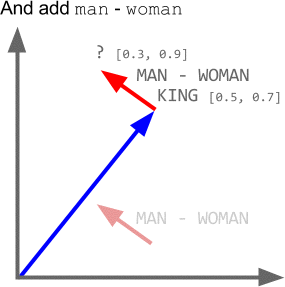 And add man - woman
? [0.3, 0.9]
MAN - WOMAN
KING [0.5, 0.7]
MAN - WOMAN